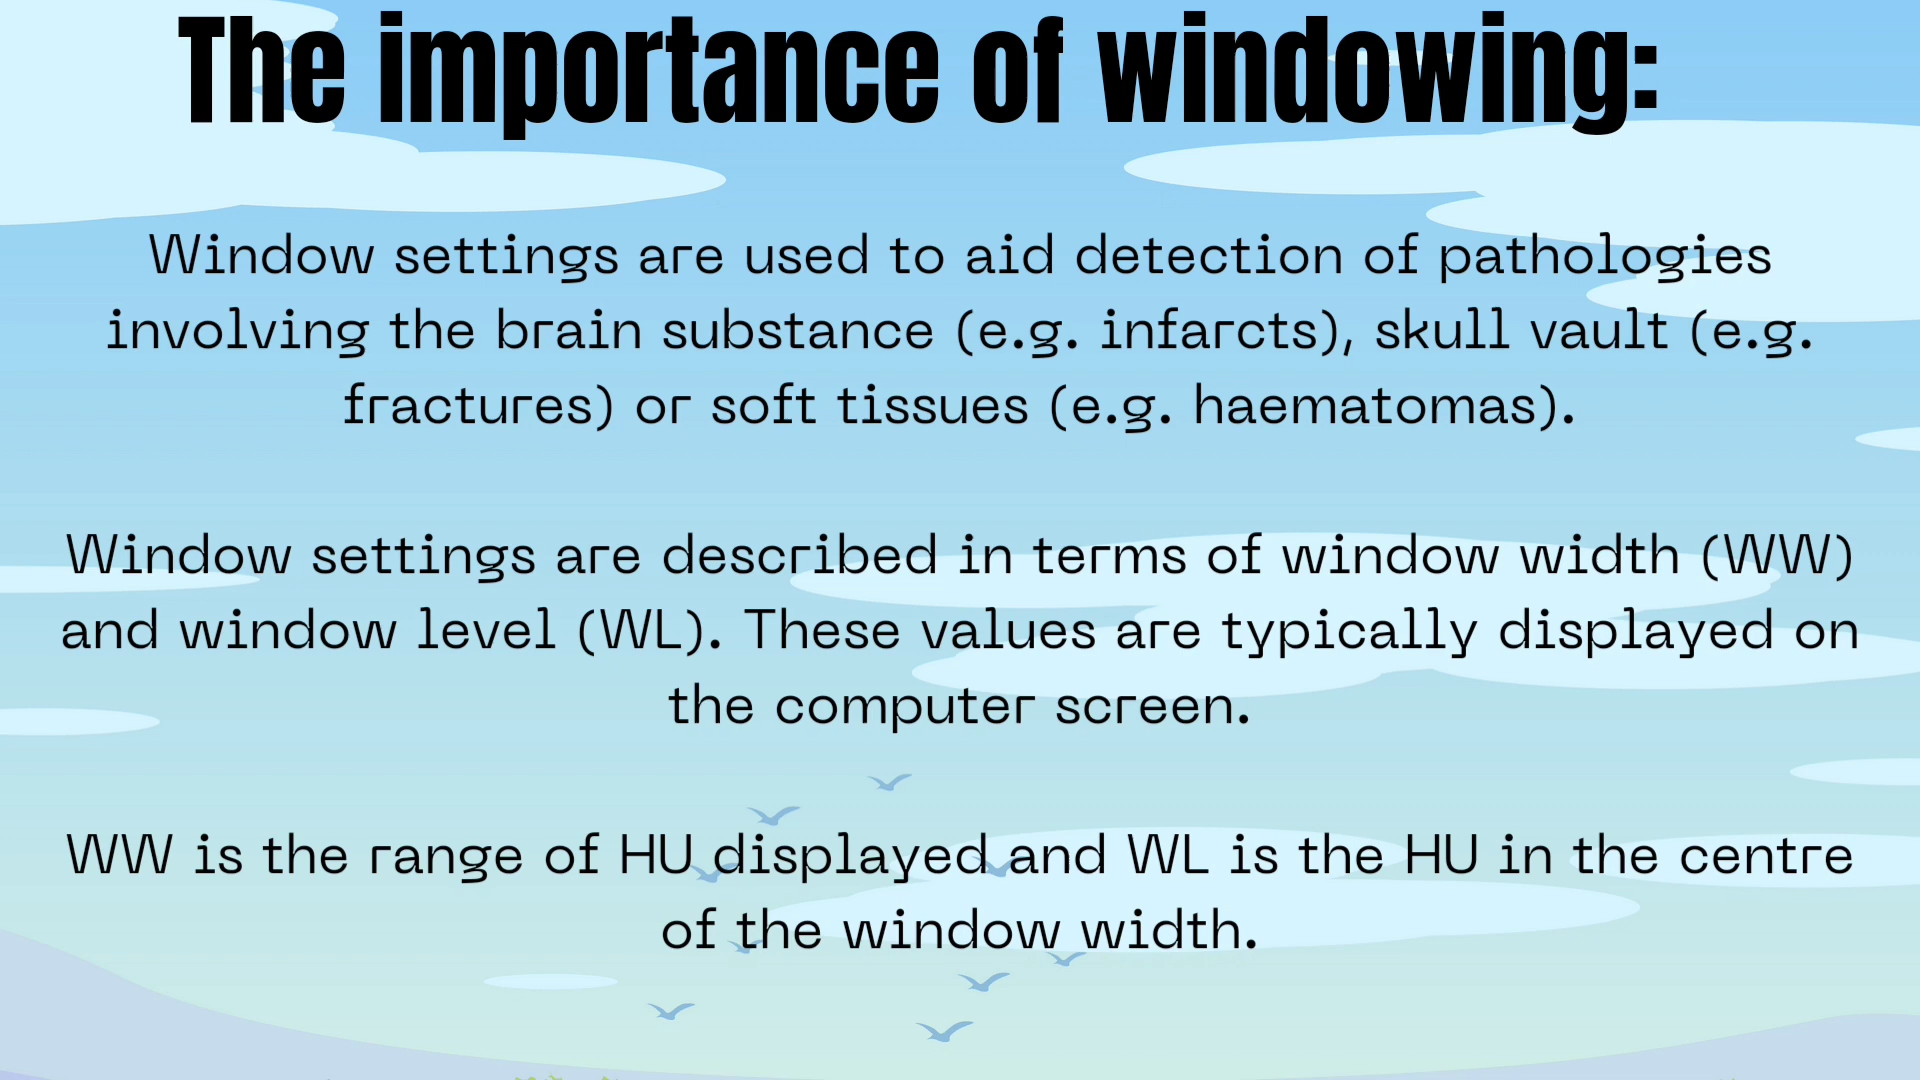 The importance of windowing:
Window settings are used to aid detection of pathologies
involving the brain substance (e.g. infarcts), skull vault (e.g.
fractures) or soft tissues (e.g. haematomas).
Window settings are described in terms of window width (WW)
and window level (WL). These values are typically displayed on
the computer screen.
WW is the range of HU displayed and WL is the HU in the centre
of the window width.